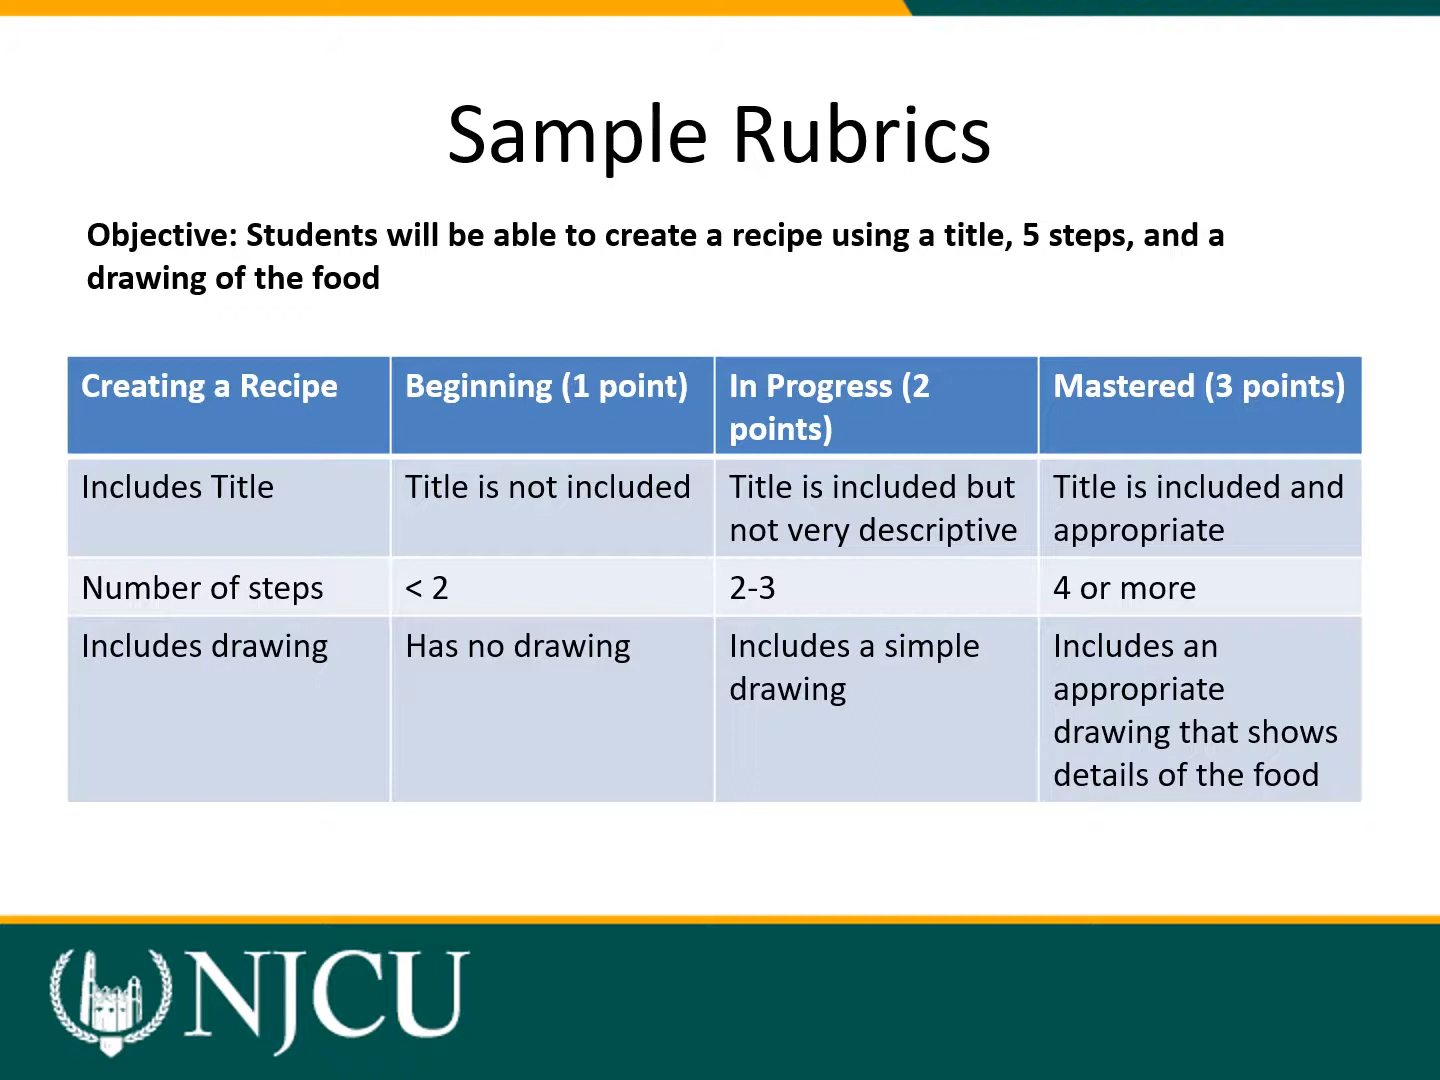 Sample Rubrics
Objective: Students will be able to create a recipe using a title, 5 steps, and a
drawing of the food
Creating a Recipe
Beginning (1 point)
In Progress (2
points)
Mastered (3 points)
Includes Title
Title is not included
Title is included but
not very descriptive
Title is included and
appropriate
Number of steps
< 2
2-3
4 or more
Includes drawing
Has no drawing
Includes a simple
drawing
Includes an
appropriate
drawing that shows
details of the food
NJCU